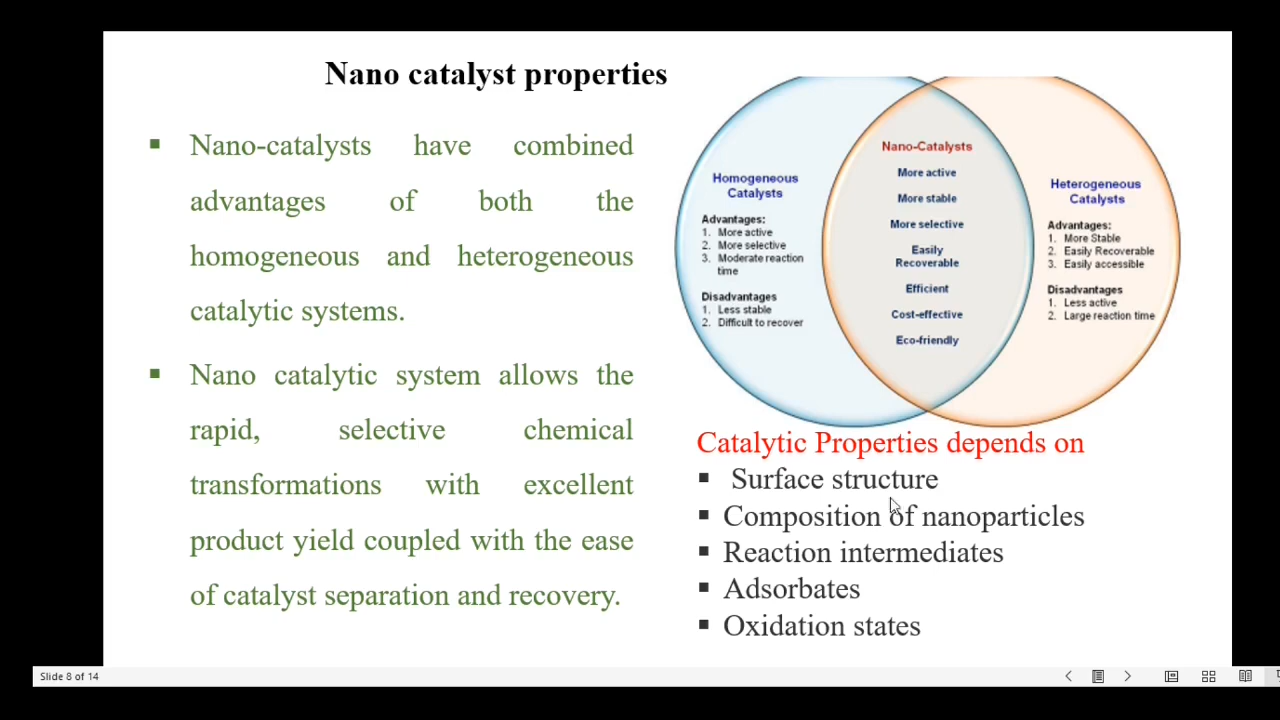 Nano catalyst properties
▪ Nano-catalysts have combined
advantages of both the
homogeneous and heterogeneous
catalytic systems.
▪ Nano catalytic system allows the
rapid, selective chemical
transformations with excellent
product yield coupled with the ease
of catalyst separation and recovery.
Homogeneous
Catalysts
Advantages:
1. More active
2. More selective
3. Moderate reaction
time
Disadvantages
1. Less stable
2. Difficult to recover
Nano-Catalysts
More active
More stable
More selective
Easily
Recoverable
Efficient
Cost-effective
Eco-friendly
Heterogeneous
Catalysts
Advantages:
1. More Stable
2. Easily Recoverable
3. Easily accessible
Disadvantages
1. Less active
2. Large reaction time
Catalytic Properties depends on
▪ Surface structure
▪ Composition of nanoparticles
▪ Reaction intermediates
▪ Adsorbates
▪ Oxidation states
Slide 8 of 14